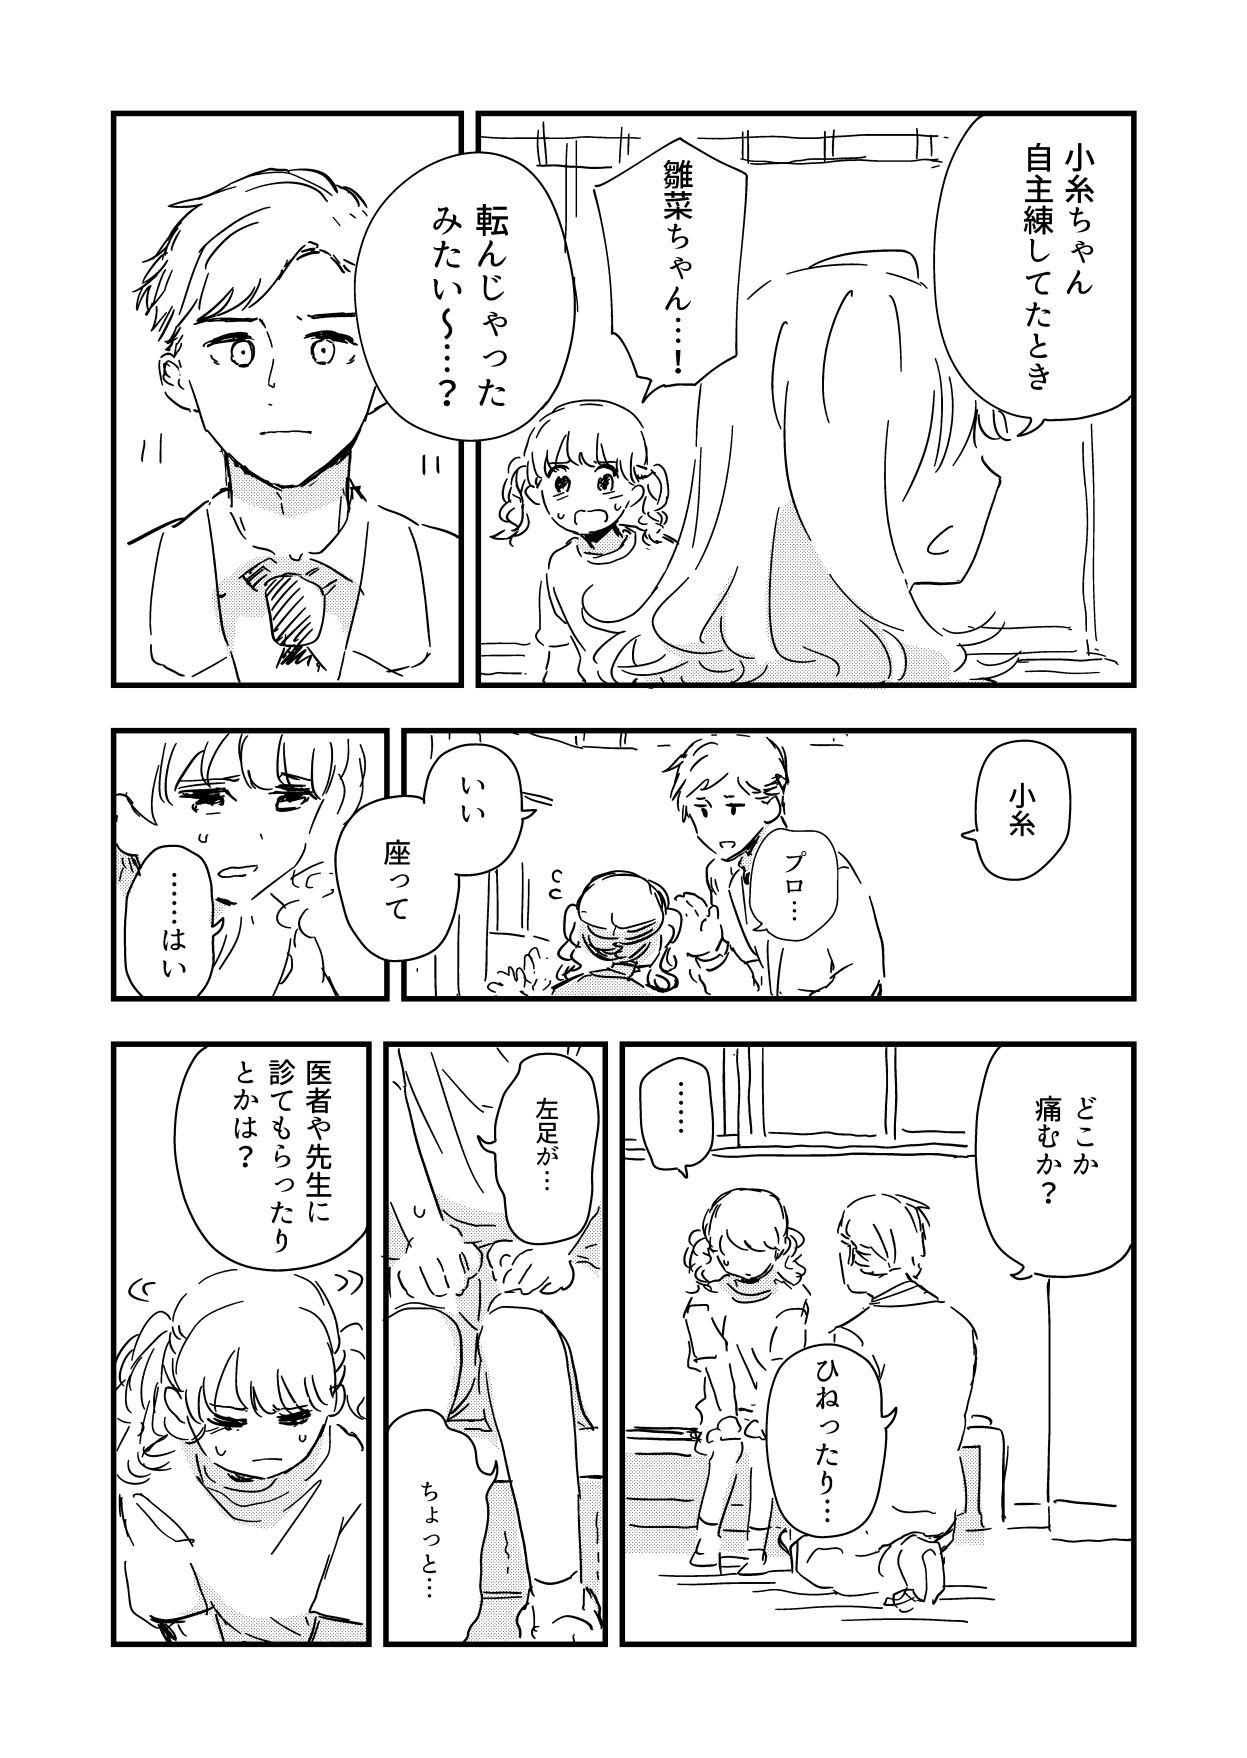 小糸ちゃん
自主練してたとき
雛菜ちゃん…！
転んじゃった
みたい〜……？
小糸
プロ…
いい
座って
……はい
どこか
痛むか？
ひねったり…
……
左足が…
ちょっと…
医者や先生に
診てもらったり
とかは？